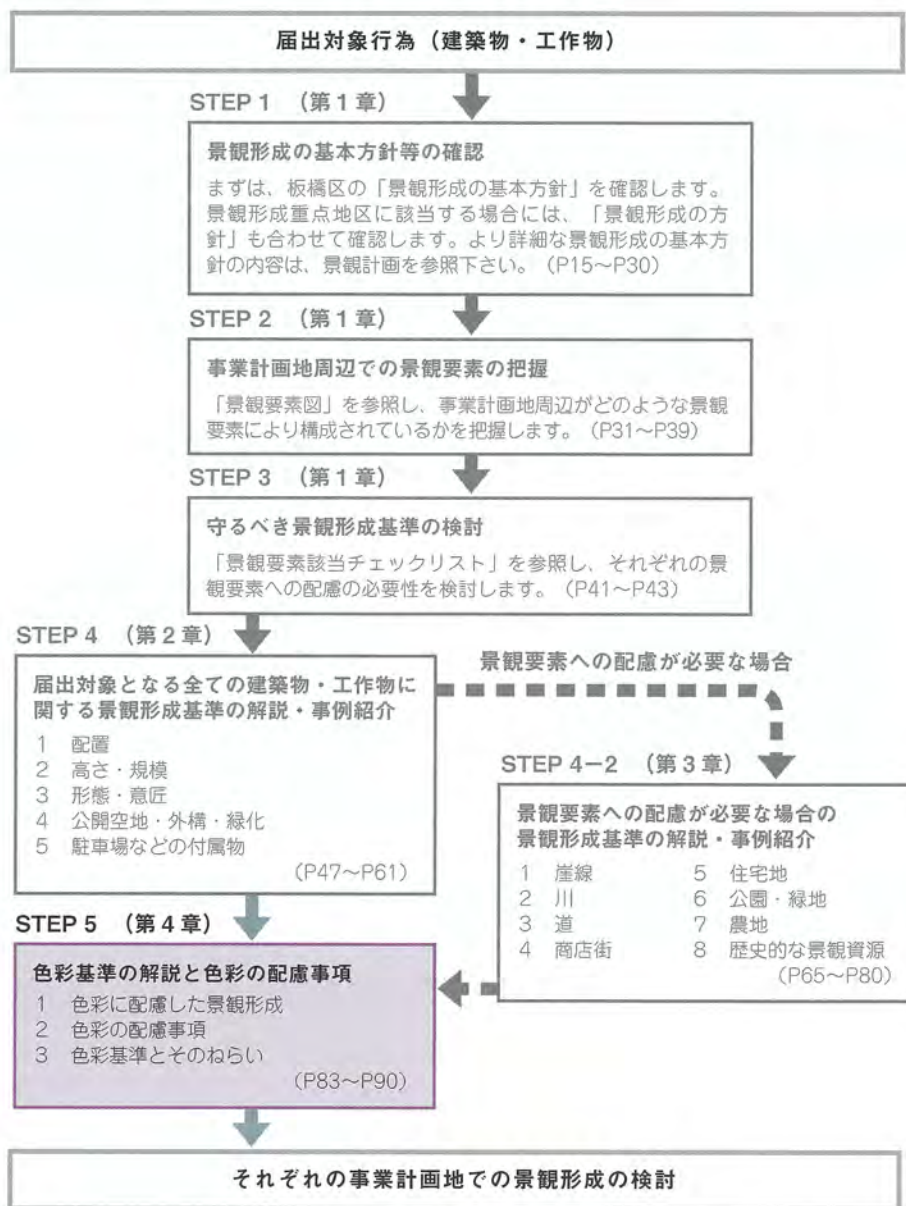 届出対象行為（建築物・工作物）
STEP 1 （第1章）
景観形成の基本方針等の確認
まずは、板橋区の「景観形成の基本方針」を確認します。
景観形成重点地区に該当する場合には、「景観形成の方
針」も合わせて確認します。より詳細な景観形成の基本方
針の内容は、景観計画を参照下さい。（P15～P30）
STEP 2 （第1章）
事業計画地周辺での景観要素の把握
「景観要素図」を参照し、事業計画地周辺がどのような景観
要素により構成されているかを把握します。（P31～P39）
STEP 3 （第1章）
守るべき景観形成基準の検討
「景観要素該当チェックリスト」を参照し、それぞれの景
観要素への配慮の必要性を検討します。（P41～P43）
STEP 4 （第2章）
届出対象となる全ての建築物・工作物に
関する景観形成基準の解説・事例紹介
1 配置
2 高さ・規模
3 形態・意匠
4 公開空地・外構・緑化
5 駐車場などの付属物
（P47～P61）
景観要素への配慮が必要な場合
STEP 4－2 （第3章）
景観要素への配慮が必要な場合の
景観形成基準の解説・事例紹介
1 崖線
2 川
3 道
4 商店街
5 住宅地
6 公園・緑地
7 農地
8 歴史的な景観資源
（P65～P80）
STEP 5 （第4章）
色彩基準の解説と色彩の配慮事項
1 色彩に配慮した景観形成
2 色彩の配慮事項
3 色彩基準とそのねらい
（P83～P90）
それぞれの事業計画地での景観形成の検討